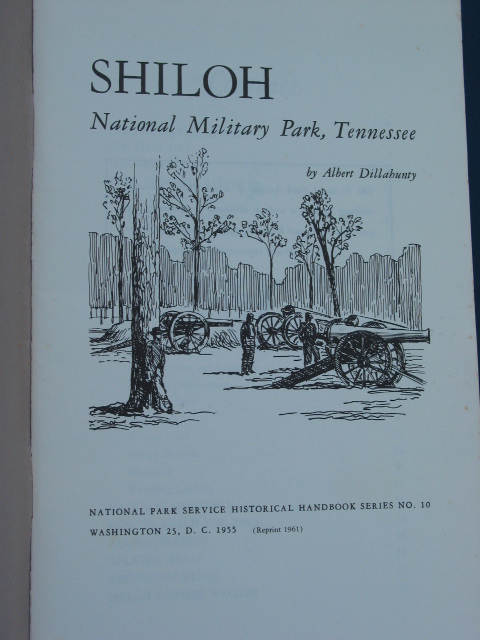 SHILOH
National Military Park, Tennessee
by Albert Dillahunty
NATIONAL PARK SERVICE HISTORICAL HANDBOOK SERIES NO. 10
WASHINGTON 25, D. C. 1955 (Reprint 1961)